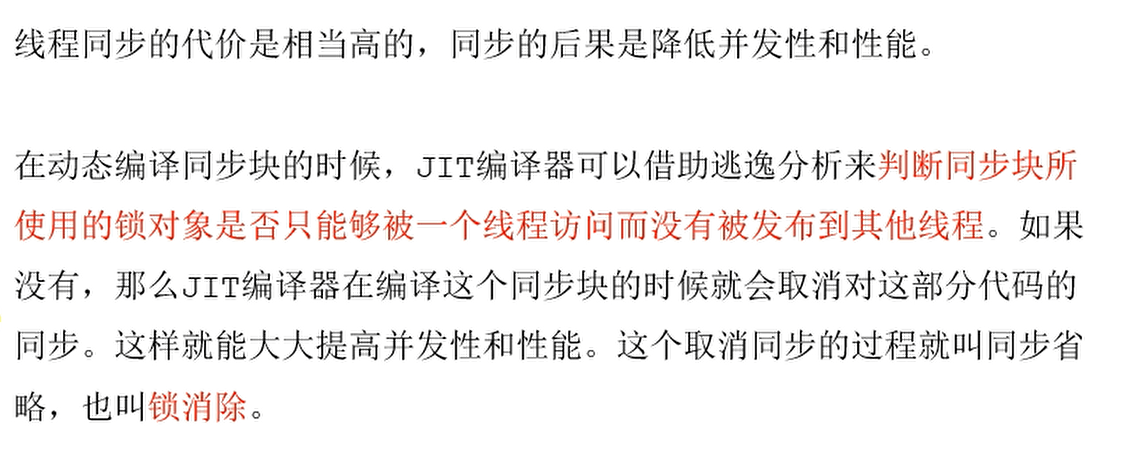 线程同步的代价是相当高的，同步的后果是降低并发性和性能。
在动态编译同步块的时候，JIT编译器可以借助逃逸分析来判断同步块所
使用的锁对象是否只能够被一个线程访问而没有被发布到其他线程。如果
没有，那么JIT编译器在编译这个同步块的时候就会取消对这部分代码的
同步。这样就能大大提高并发性和性能。这个取消同步的过程就叫同步省
略，也叫锁消除。